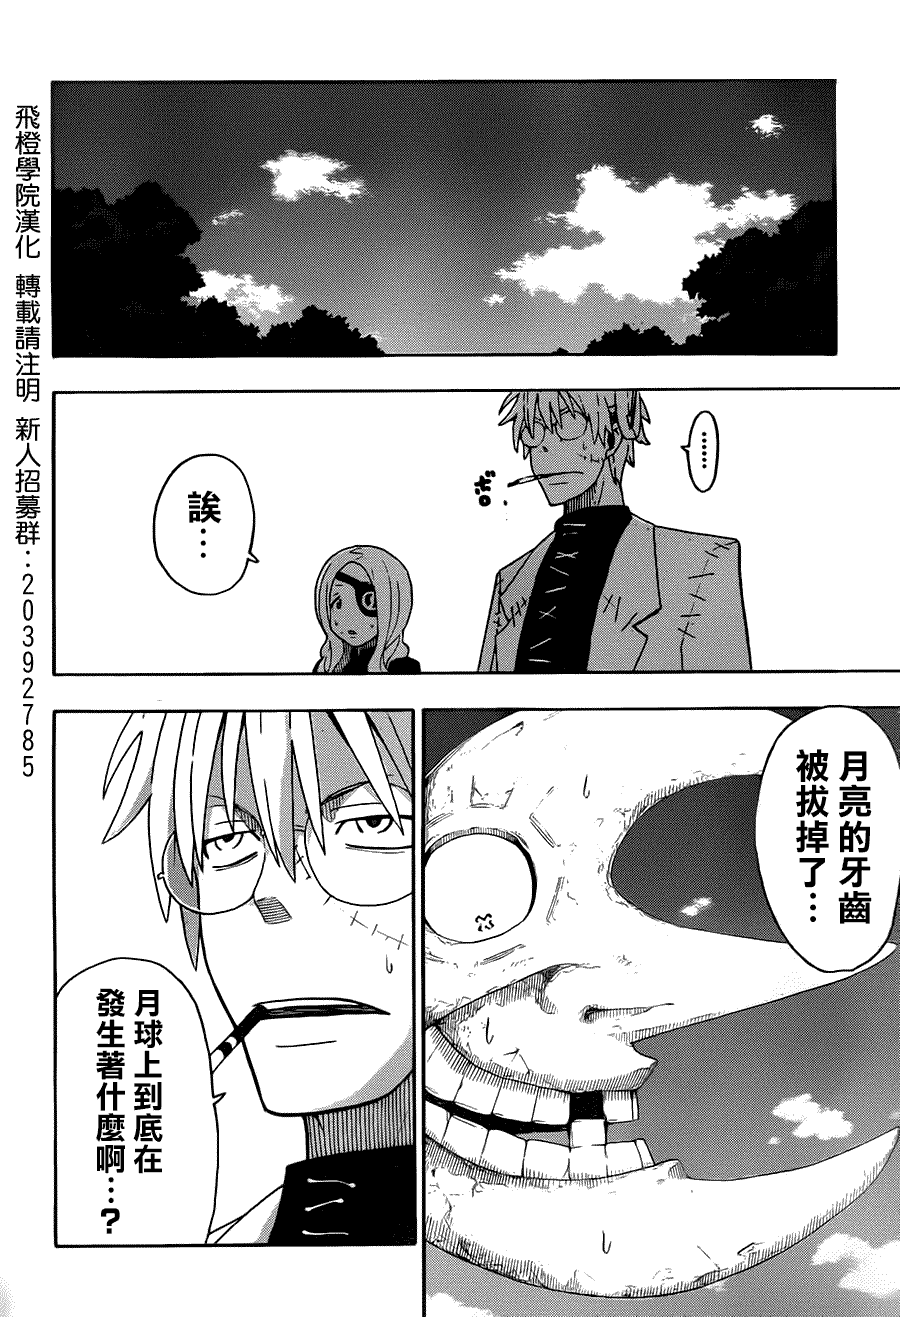 飛橙學院漢化 轉載請注明 新人招募群：20392785
……
ボロ
誒…
月亮的牙齒
被拔掉了…
月球上到底在
發生著什麼啊…？